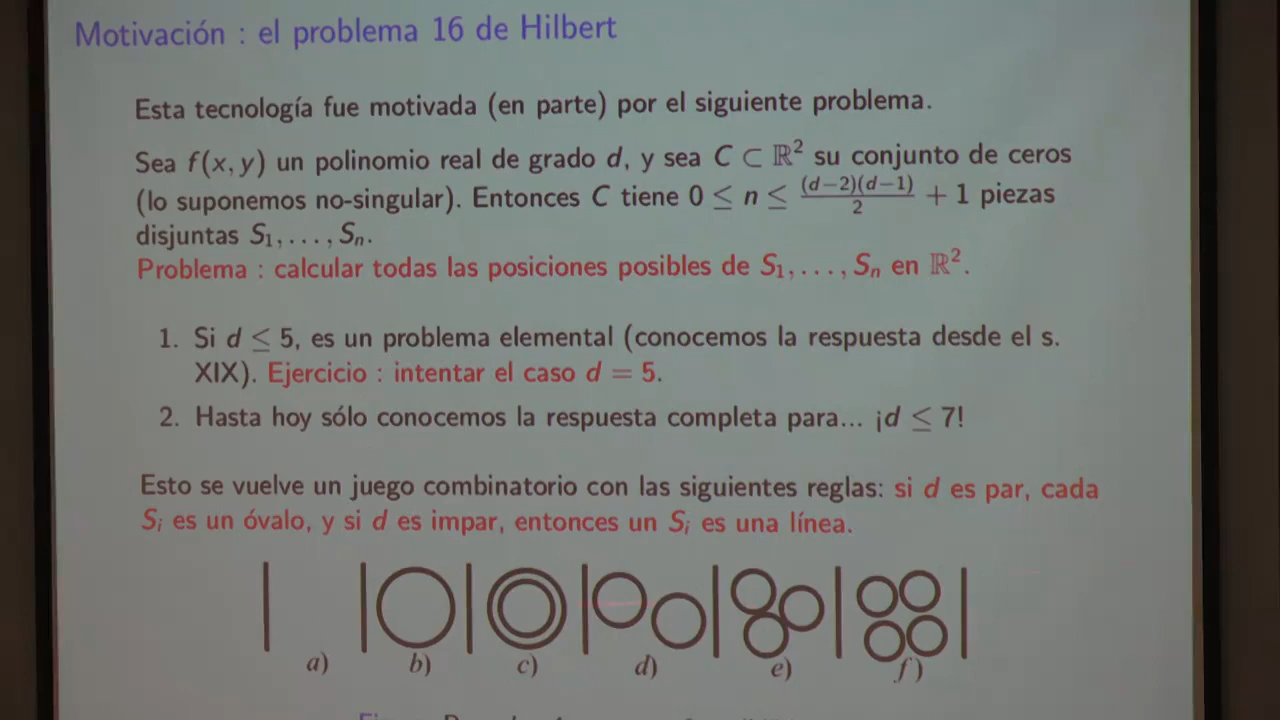 Motivación : el problema 16 de Hilbert
Esta tecnología fue motivada (en parte) por el siguiente problema.
Sea f(x, y) un polinomio real de grado d, y sea C ⊂ ℝ² su conjunto de ceros
(lo suponemos no-singular). Entonces C tiene 0 ≤ n ≤ (d−2)(d−1)/2 + 1 piezas
disjuntas S₁, . . . , Sₙ.
Problema : calcular todas las posiciones posibles de S₁, . . . , Sₙ en ℝ².
1. Si d ≤ 5, es un problema elemental (conocemos la respuesta desde el s.
XIX). Ejercicio : intentar el caso d = 5.
2. Hasta hoy sólo conocemos la respuesta completa para... ¡d ≤ 7!
Esto se vuelve un juego combinatorio con las siguientes reglas: si d es par, cada
Sᵢ es un óvalo, y si d es impar, entonces un Sᵢ es una línea.
a) b) c) d) e) f)